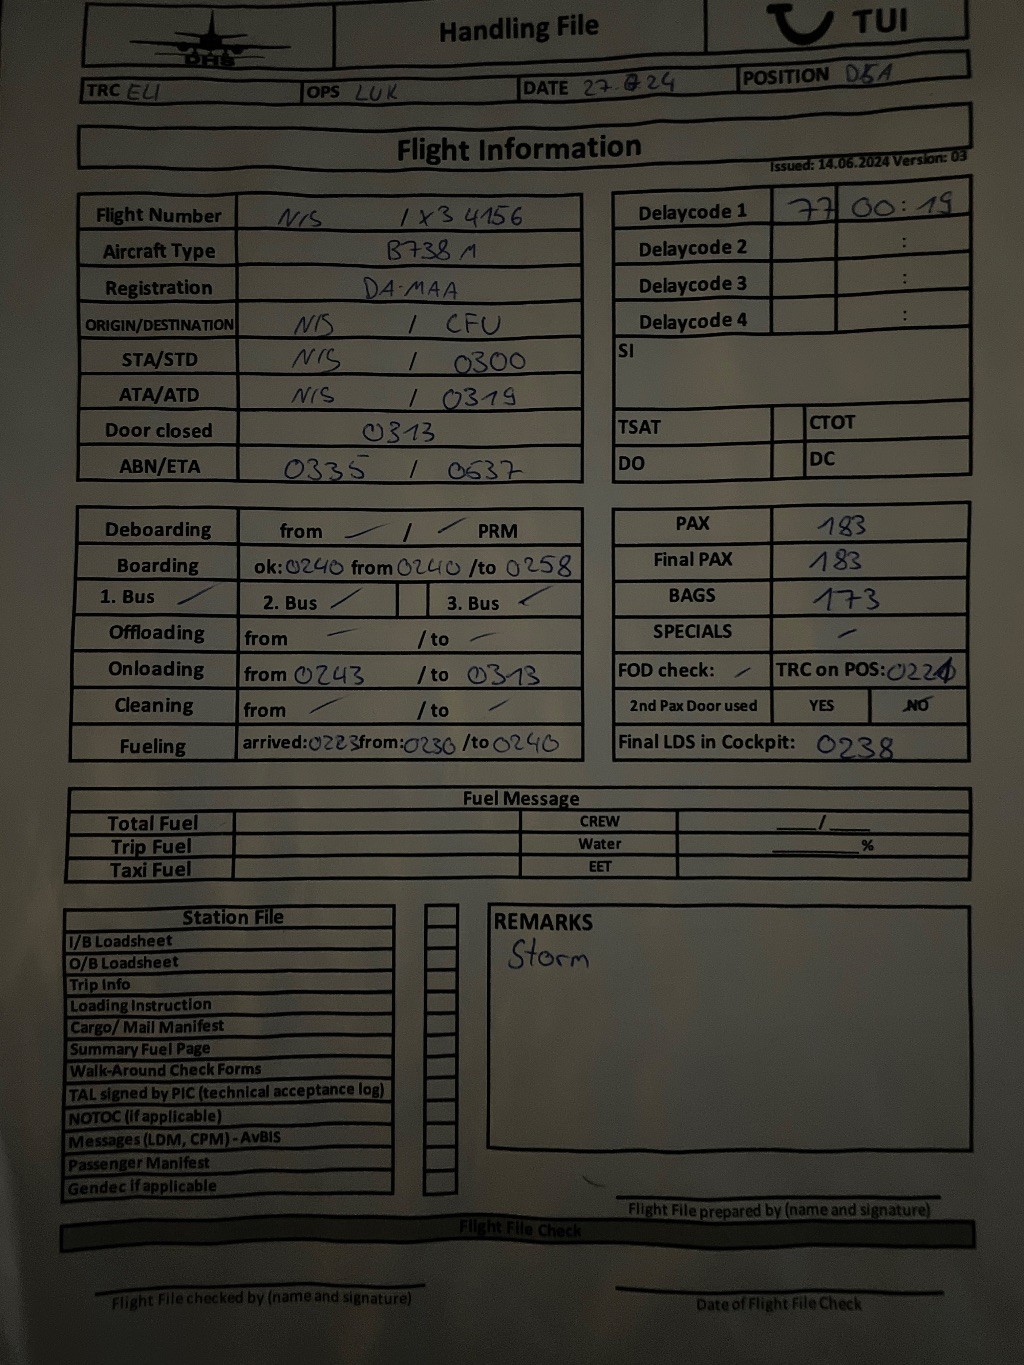 DHS
Handling File
TUI
TRC ELI OPS LUK DATE 27.8.24 POSITION D5A
Flight Information
Issued: 14.06.2024 Version: 03
Flight Number N/S / X3 4156
Aircraft Type B738 M
Registration DA-MAA
ORIGIN/DESTINATION N/S / CFU
STA/STD N/S / 0300
ATA/ATD N/S / 0319
Door closed 0313
ABN/ETA 0335 / 0637
Delaycode 1 77 00:19
Delaycode 2 :
Delaycode 3 :
Delaycode 4 :
SI
TSAT CTOT
DO DC
Deboarding from / PRM
Boarding ok: 0240 from 0240 /to 0258
1. Bus 2. Bus 3. Bus
Offloading from / to
Onloading from 0243 / to 0313
Cleaning from / to
Fueling arrived: 0223 from: 0230 /to 0240
PAX 183
Final PAX 183
BAGS 173
SPECIALS -
FOD check: TRC on POS:
2nd Pax Door used YES NO
Final LDS in Cockpit: 0238
Fuel Message
Total Fuel CREW ___/___
Trip Fuel Water ______%
Taxi Fuel EET
Station File
I/B Loadsheet
O/B Loadsheet
Trip Info
Loading Instruction
Cargo/ Mail Manifest
Summary Fuel Page
Walk-Around Check Forms
TAL signed by PIC (technical acceptance log)
NOTOC (if applicable)
Messages (LDM, CPM) - AvBIS
Passenger Manifest
Gendec if applicable
REMARKS
Storm
Flight File prepared by (name and signature)
Flight File Check
Flight File checked by (name and signature)
Date of Flight File Check